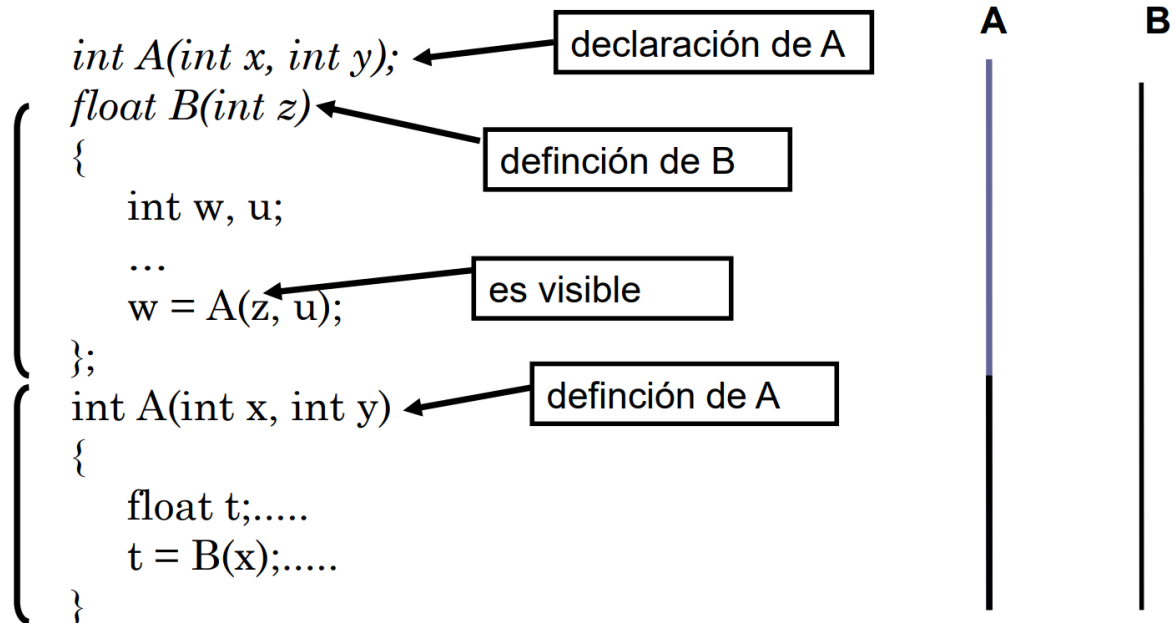 A B
int A(int x, int y); declaración de A
float B(int z)
{ definción de B
int w, u;
...
w = A(z, u); es visible
};
int A(int x, int y) definción de A
{
float t;.....
t = B(x);.....
}